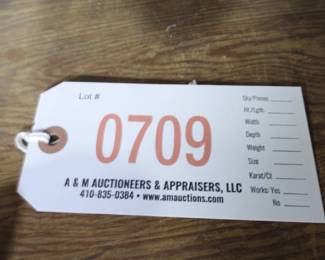 Lot #
0709
A & M AUCTIONEERS & APPRAISERS, LLC
410-835-0384 • www.amauctions.com
Qty/Pieces
Ht./Lgth.
Width
Depth
Weight
Size
Karat/Ct
Works: Yes
No